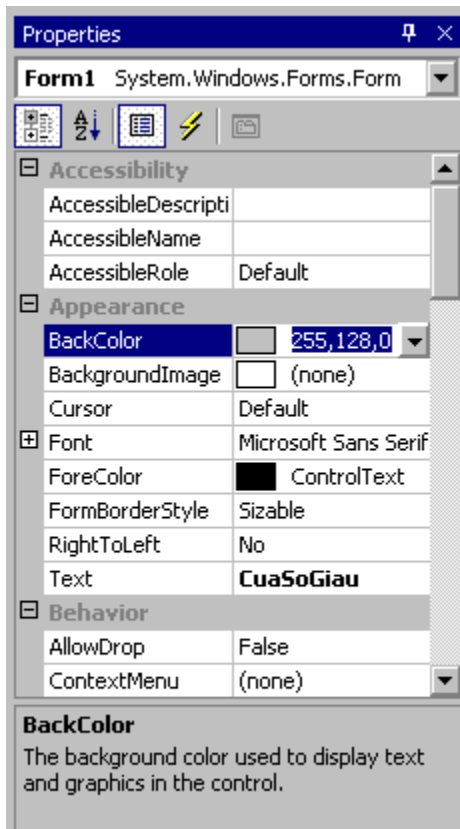 Properties
Form1 System.Windows.Forms.Form
A
Z
Accessibility
AccessibleDescripti
AccessibleName
AccessibleRole Default
Appearance
BackColor 255,128,0
BackgroundImage (none)
Cursor Default
Font Microsoft Sans Serif
ForeColor ControlText
FormBorderStyle Sizable
RightToLeft No
Text CuaSoGiau
Behavior
AllowDrop False
ContextMenu (none)
BackColor
The background color used to display text
and graphics in the control.